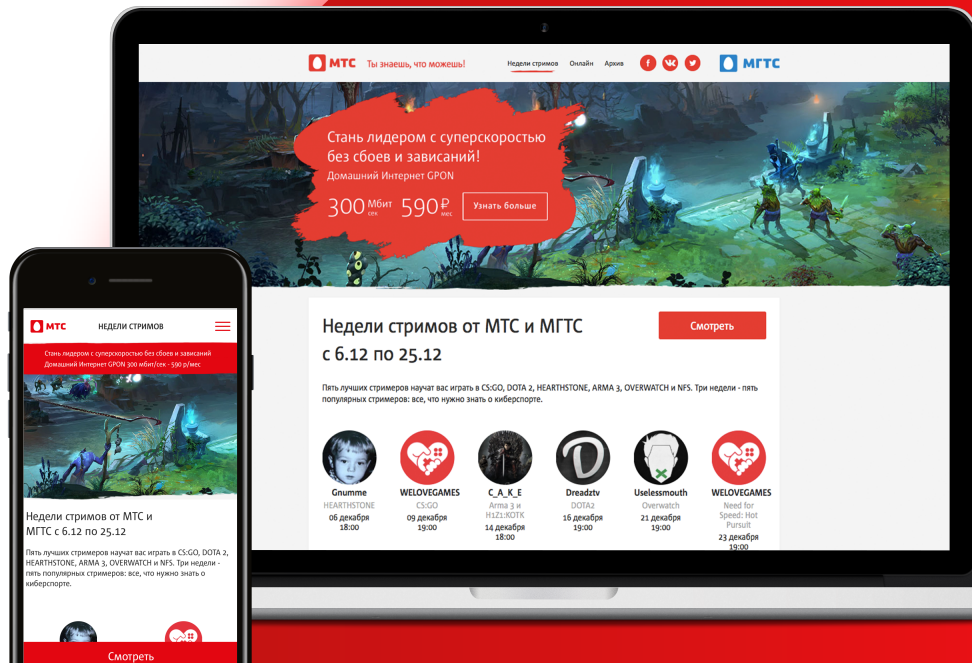 МТС Ты знаешь, что можешь! Недели стримов Онлайн Архив МГТС
Стань лидером с суперскоростью
без сбоев и зависаний!
Домашний Интернет GPON
300 Мбит сек 590 ₽ мес Узнать больше
Недели стримов от МТС и МГТС
с 6.12 по 25.12
Смотреть
Пять лучших стримеров научат вас играть в CS:GO, DOTA 2, HEARTHSTONE, ARMA 3, OVERWATCH и NFS. Три недели - пять
популярных стримеров: все, что нужно знать о киберспорте.
Gnumme
HEARTHSTONE
06 декабря
18:00
WELOVEGAMES
CS:GO
09 декабря
19:00
C_A_K_E
Arma 3 и
H1Z1:KOTK
14 декабря
18:00
Dreadztv
DOTA2
16 декабря
19:00
Uselessmouth
Overwatch
21 декабря
19:00
WELOVEGAMES
Need for
Speed: Hot
Pursuit
23 декабря
19:00
МТС НЕДЕЛИ СТРИМОВ
Стань лидером с суперскоростью без сбоев и зависаний
Домашний Интернет GPON 300 мбит/сек - 590 р/мес
Недели стримов от МТС и
МГТС с 6.12 по 25.12
Пять лучших стримеров научат вас играть в CS:GO, DOTA 2,
HEARTHSTONE, ARMA 3, OVERWATCH и NFS. Три недели -
пять популярных стримеров: все, что нужно знать о
киберспорте.
Смотреть